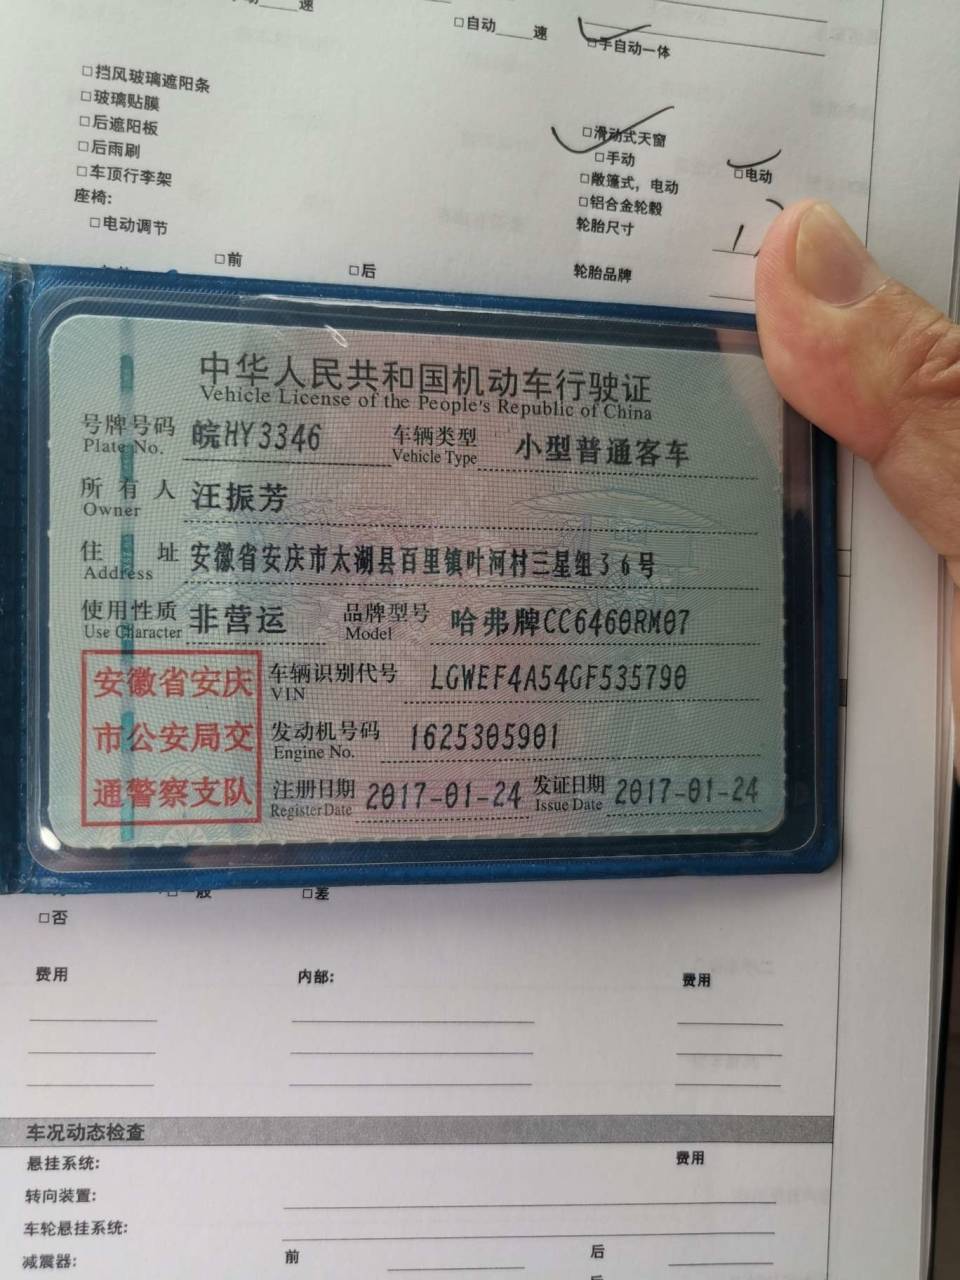 速
□自动____速
□手自动一体
□挡风玻璃遮阳条
□玻璃贴膜
□后遮阳板
□后雨刷
□车顶行李架
座椅:
□电动调节
□前
□后
□滑动式天窗
□手动
□电动
□敞篷式，电动
□铝合金轮毂
轮胎尺寸
轮胎品牌
中华人民共和国机动车行驶证
Vehicle License of the People's Republic of China
号牌号码 皖HY3346 车辆类型 小型普通客车
Plate No. Vehicle Type
所有人 汪振芳
Owner
住址 安徽省安庆市太湖县百里镇叶河村三星组36号
Address
使用性质 非营运 品牌型号 哈弗牌CC6460RM07
Use Character Model
安徽省安庆
市公安局交
通警察支队
车辆识别代号 LGWEF4A54GF535790
VIN
发动机号码 1625305901
Engine No.
注册日期 2017-01-24 发证日期 2017-01-24
Register Date Issue Date
□一般
□差
□否
费用 内部: 费用
车况动态检查
悬挂系统: 费用
转向装置:
车轮悬挂系统:
减震器: 前 后